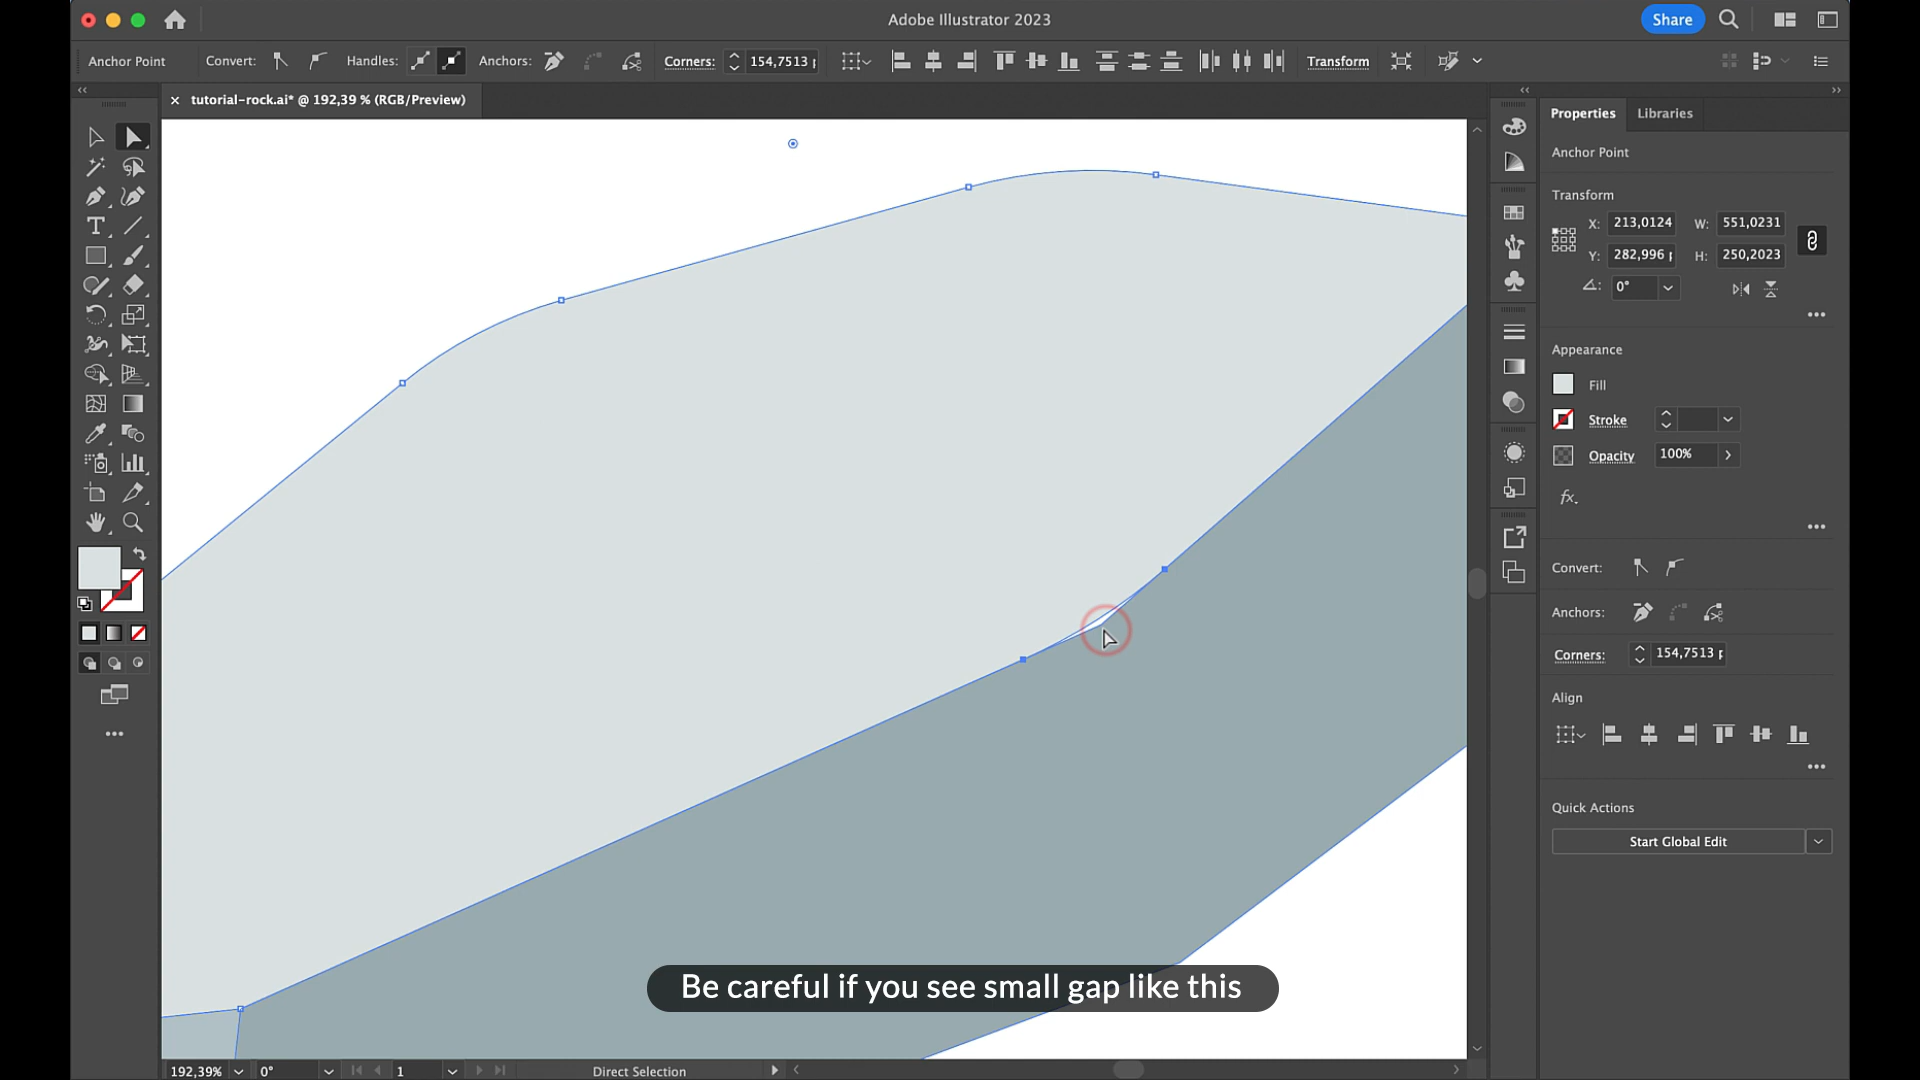 Adobe Illustrator 2023
Share
Anchor Point
Convert:
Handles:
Anchors:
Corners:
154,7513 p
Transform
tutorial-rock.ai* @ 192,39 % (RGB/Preview)
Properties
Libraries
Anchor Point
Transform
X: 213,0124 W: 551,0231
Y: 282,996 p H: 250,2023
0°
Appearance
Fill
Stroke
Opacity 100%
fx.
Convert:
Anchors:
Corners: 154,7513 p
Align
Quick Actions
Start Global Edit
Be careful if you see small gap like this
192,39% 0° 1 Direct Selection